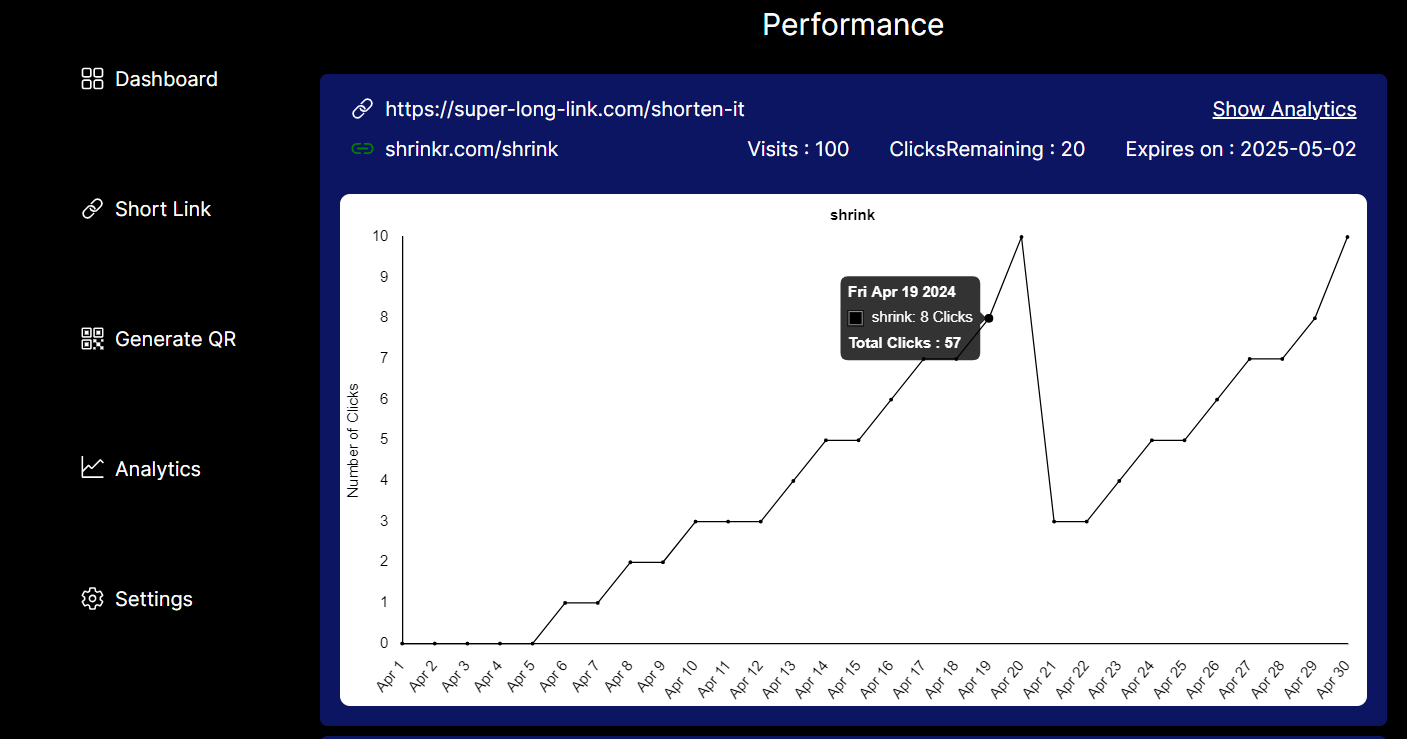 Performance
Dashboard
Short Link
Generate QR
Analytics
Settings
https://super-long-link.com/shorten-it
Show Analytics
shrinkr.com/shrink
Visits : 100
ClicksRemaining : 20
Expires on : 2025-05-02
shrink
Number of Clicks
10
9
8
7
6
5
4
3
2
1
0
Fri Apr 19 2024
shrink: 8 Clicks
Total Clicks : 57
Apr 1
Apr 2
Apr 3
Apr 4
Apr 5
Apr 6
Apr 7
Apr 8
Apr 9
Apr 10
Apr 11
Apr 12
Apr 13
Apr 14
Apr 15
Apr 16
Apr 17
Apr 18
Apr 19
Apr 20
Apr 21
Apr 22
Apr 23
Apr 24
Apr 25
Apr 26
Apr 27
Apr 28
Apr 29
Apr 30